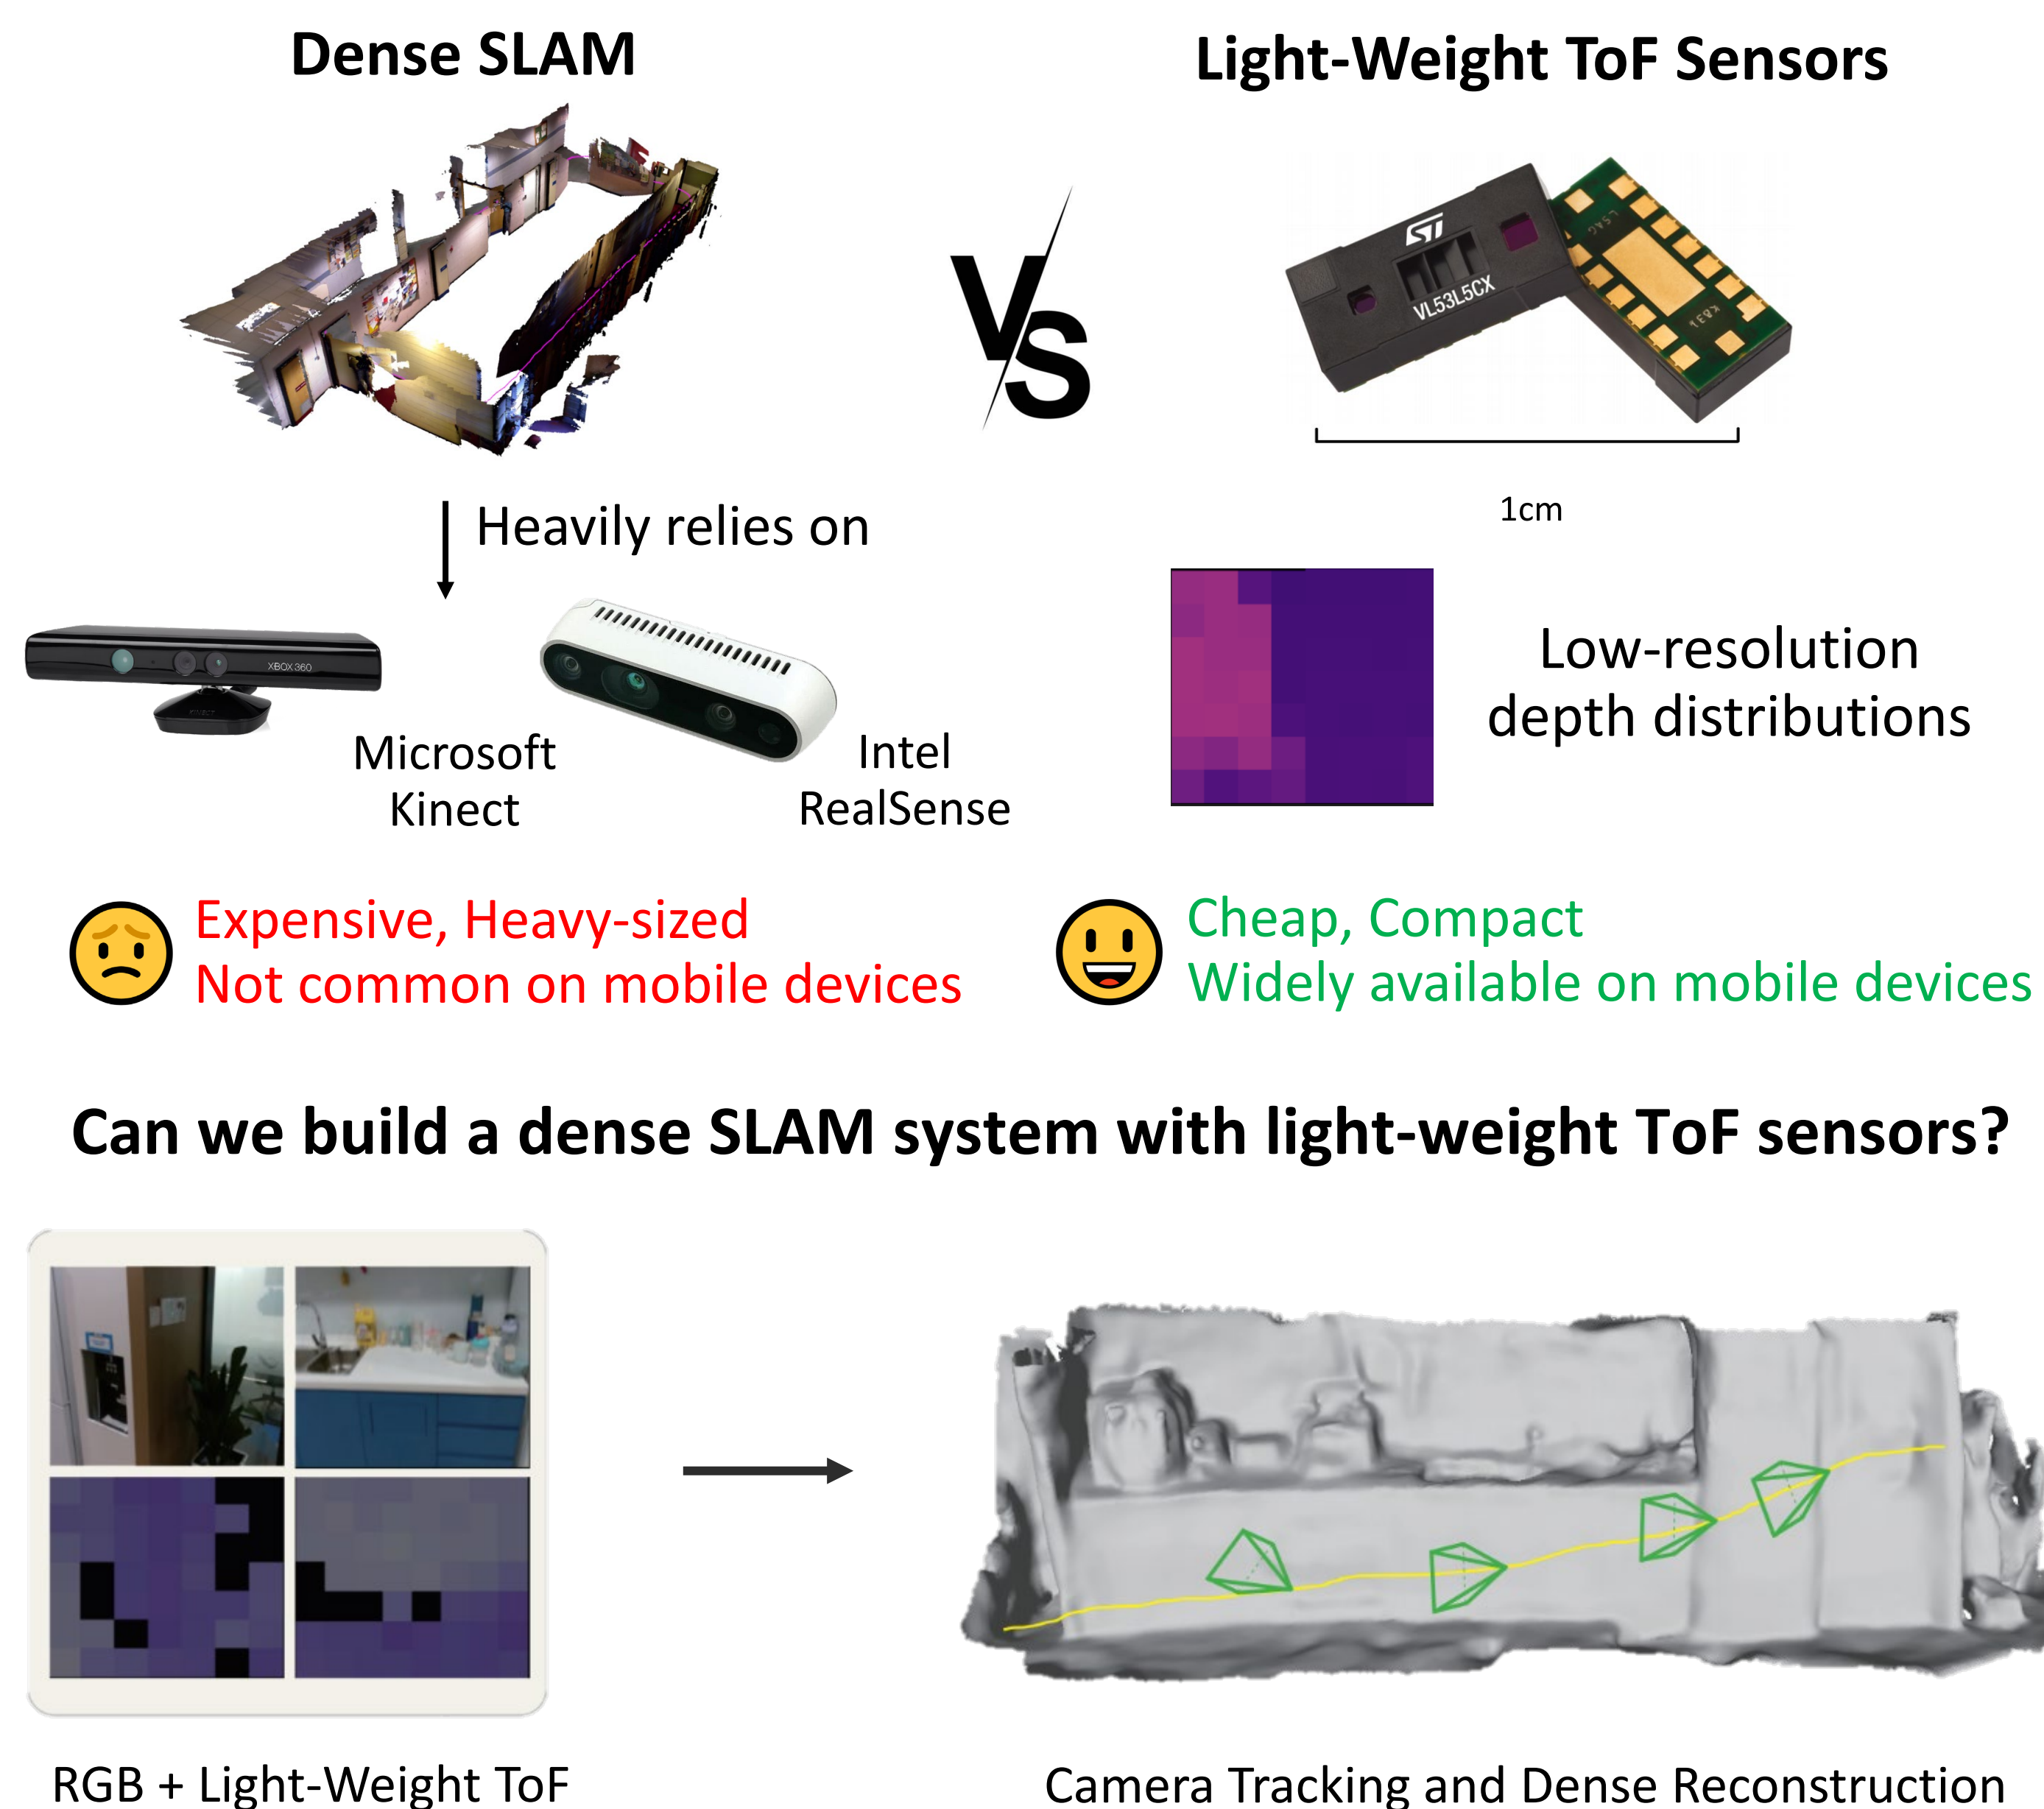 Dense SLAM
Light-Weight ToF Sensors
VS
ST
VL53L5CX
1cm
Heavily relies on
XBOX 360
Microsoft
Kinect
Intel
RealSense
Low-resolution
depth distributions
Expensive, Heavy-sized
Not common on mobile devices
Cheap, Compact
Widely available on mobile devices
Can we build a dense SLAM system with light-weight ToF sensors?
RGB + Light-Weight ToF
Camera Tracking and Dense Reconstruction